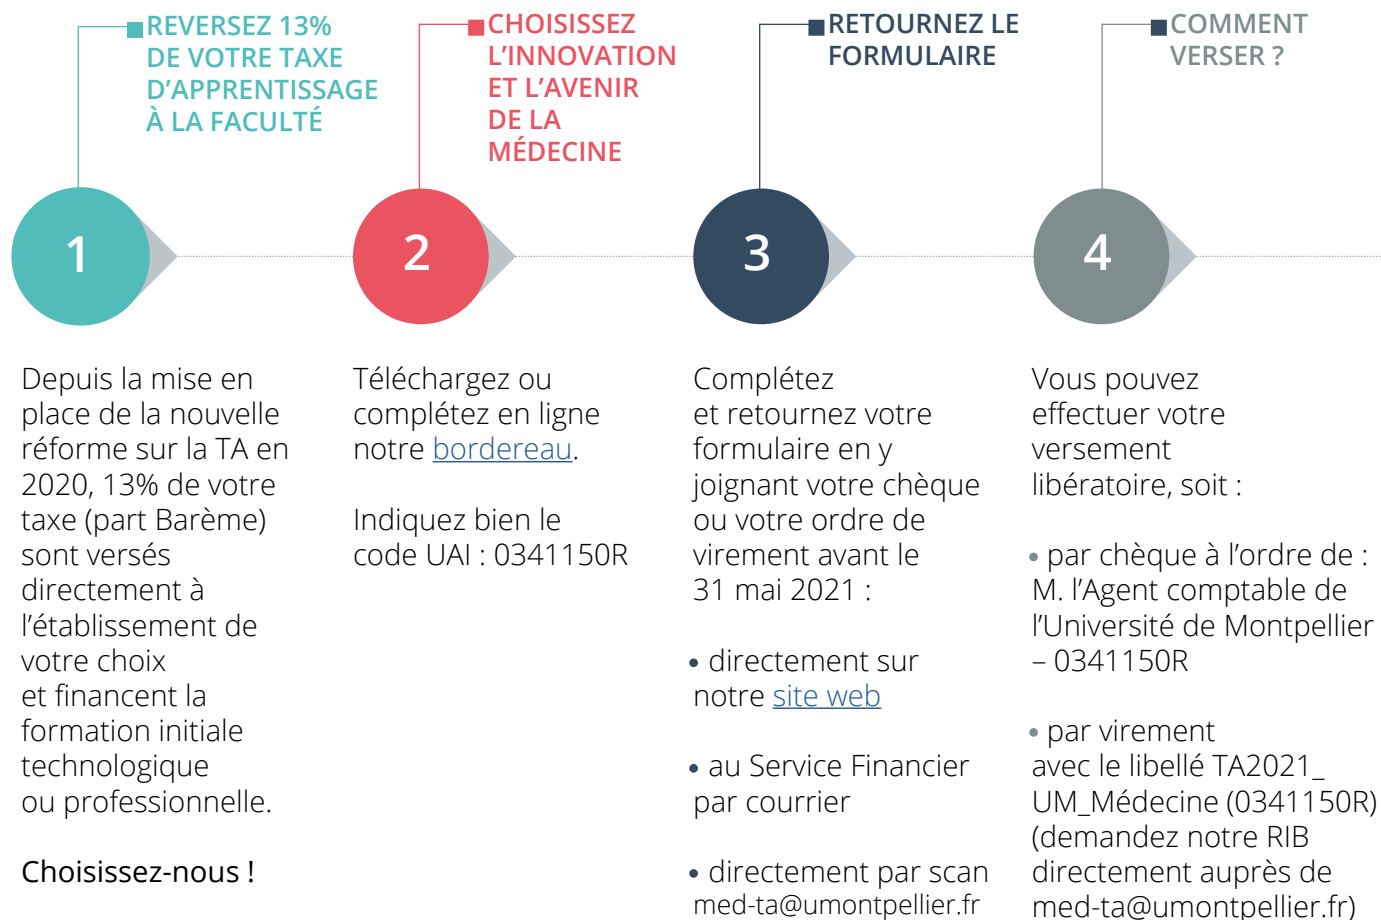 REVERSEZ 13%
DE VOTRE TAXE
D’APPRENTISSAGE
À LA FACULTÉ
1
Depuis la mise en
place de la nouvelle
réforme sur la TA en
2020, 13% de votre
taxe (part Barème)
sont versés
directement à
l’établissement de
votre choix
et financent la
formation initiale
technologique
ou professionnelle.
Choisissez-nous !
CHOISISSEZ
L’INNOVATION
ET L’AVENIR
DE LA
MÉDECINE
2
Téléchargez ou
complétez en ligne
notre bordereau.
Indiquez bien le
code UAI : 0341150R
RETOURNEZ LE
FORMULAIRE
3
Complétez
et retournez votre
formulaire en y
joignant votre chèque
ou votre ordre de
virement avant le
31 mai 2021 :
• directement sur
notre site web
• au Service Financier
par courrier
• directement par scan
med-ta@umontpellier.fr
COMMENT
VERSER ?
4
Vous pouvez
effectuer votre
versement
libératoire, soit :
• par chèque à l’ordre de :
M. l’Agent comptable de
l’Université de Montpellier
– 0341150R
• par virement
avec le libellé TA2021_
UM_Médecine (0341150R)
(demandez notre RIB
directement auprès de
med-ta@umontpellier.fr)